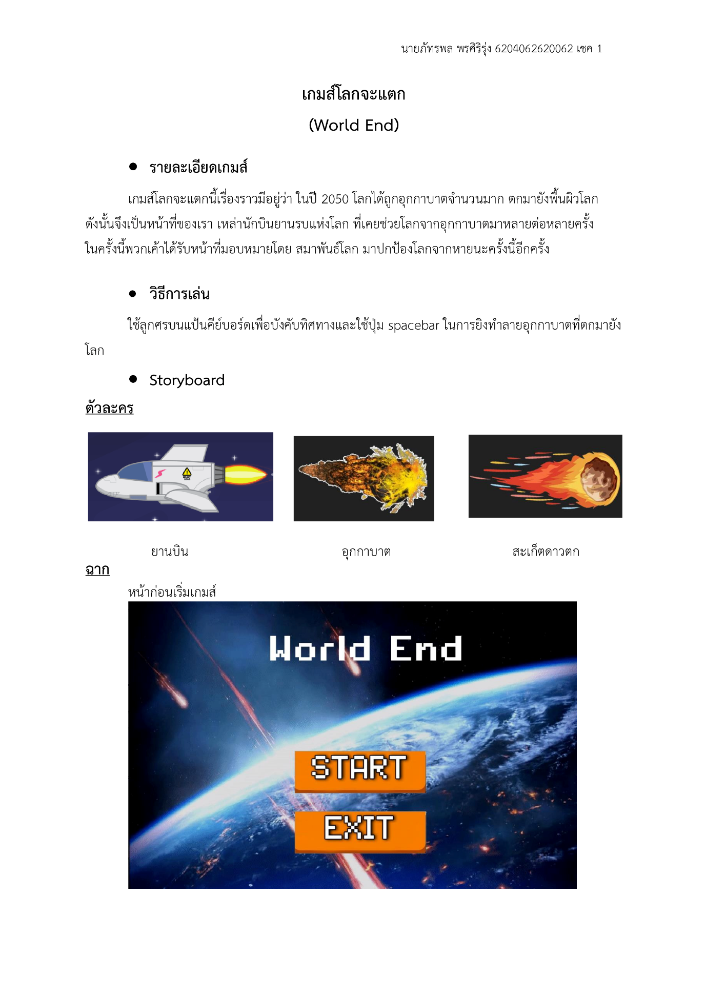 นายภัทรพล พรศิริรุ่ง 6204062620062 เซค 1
เกมส์โลกจะแตก
(World End)
● รายละเอียดเกมส์
เกมส์โลกจะแตกนี้เรื่องราวมีอยู่ว่า ในปี 2050 โลกได้ถูกอุกกาบาตจำนวนมาก ตกมายังพื้นผิวโลก
ดังนั้นจึงเป็นหน้าที่ของเรา เหล่านักบินยานรบแห่งโลก ที่เคยช่วยโลกจากอุกกาบาตมาหลายต่อหลายครั้ง
ในครั้งนี้พวกเค้าได้รับหน้าที่มอบหมายโดย สมาพันธ์โลก มาปกป้องโลกจากหายนะครั้งนี้อีกครั้ง
● วิธีการเล่น
ใช้ลูกศรบนแป้นคีย์บอร์ดเพื่อบังคับทิศทางและใช้ปุ่ม spacebar ในการยิงทำลายอุกกาบาตที่ตกมายัง
โลก
● Storyboard
ตัวละคร
HEAVY
LOAD
ยานบิน อุกกาบาต สะเก็ตดาวตก
ฉาก
หน้าก่อนเริ่มเกมส์
World End
START
EXIT